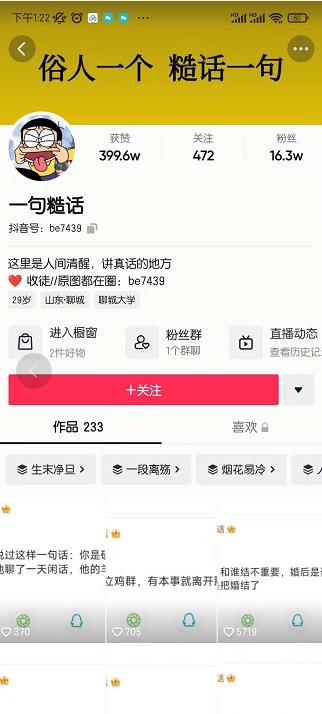 下午1:22
俗人一个 糙话一句
获赞 关注 粉丝
399.6w 472 16.3w
一句糙话
抖音号：be7439
这里是人间清醒，讲真话的地方
❤️ 收徒//原图都在圈：be7439
29岁 山东·聊城 聊城大学
进入橱窗
2件好物
粉丝群
1个群聊
直播动态
查看历史记
+关注
作品 233 喜欢
生末净旦 > 一段离殇 > 烟花易冷 >
说过这样一句话：你是
他聊了一天闲话，他的
立鸡群，有本事就离开
和谁结不重要，婚后是
把婚结了
370 705 5719